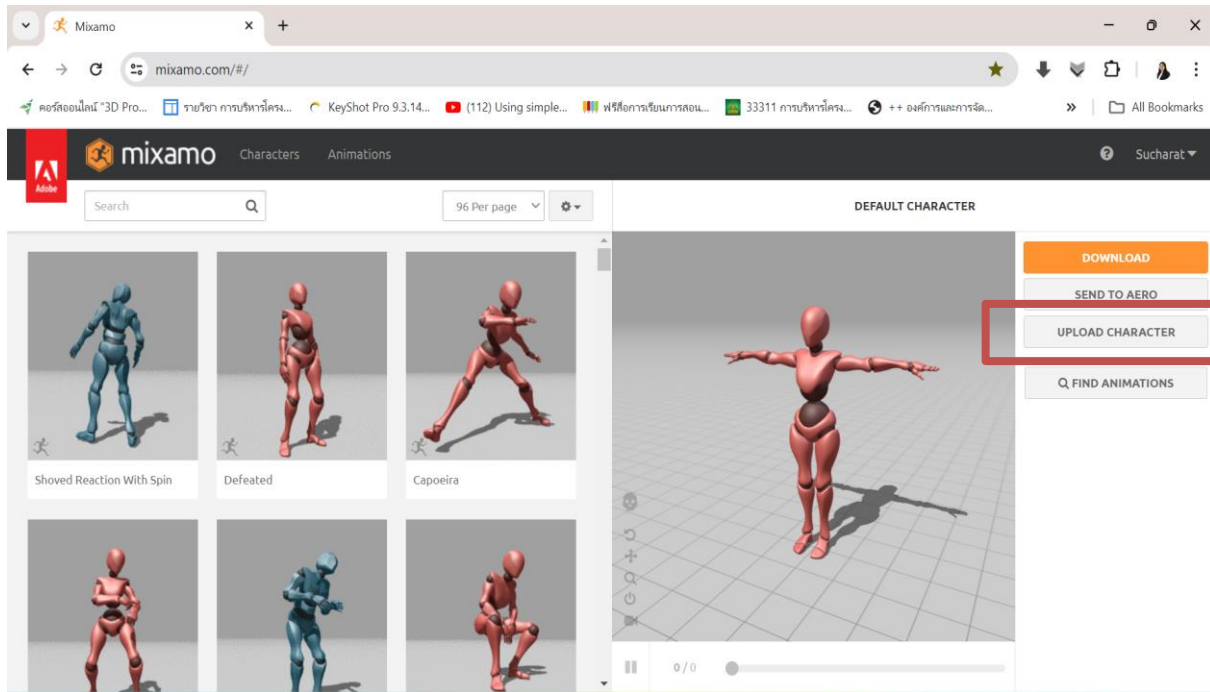 Mixamo
mixamo.com/#/
คอร์สออนไลน์ "3D Pro... รายวิชา การบริหารโครง... KeyShot Pro 9.3.14... (112) Using simple... ฟรีสื่อการเรียนการสอน... 33311 การบริหารโครง... ++ องค์การและการจัด... » All Bookmarks
Adobe mixamo Characters Animations Sucharat
Search 96 Per page DEFAULT CHARACTER
DOWNLOAD
SEND TO AERO
UPLOAD CHARACTER
FIND ANIMATIONS
Shoved Reaction With Spin Defeated Capoeira
0 / 0